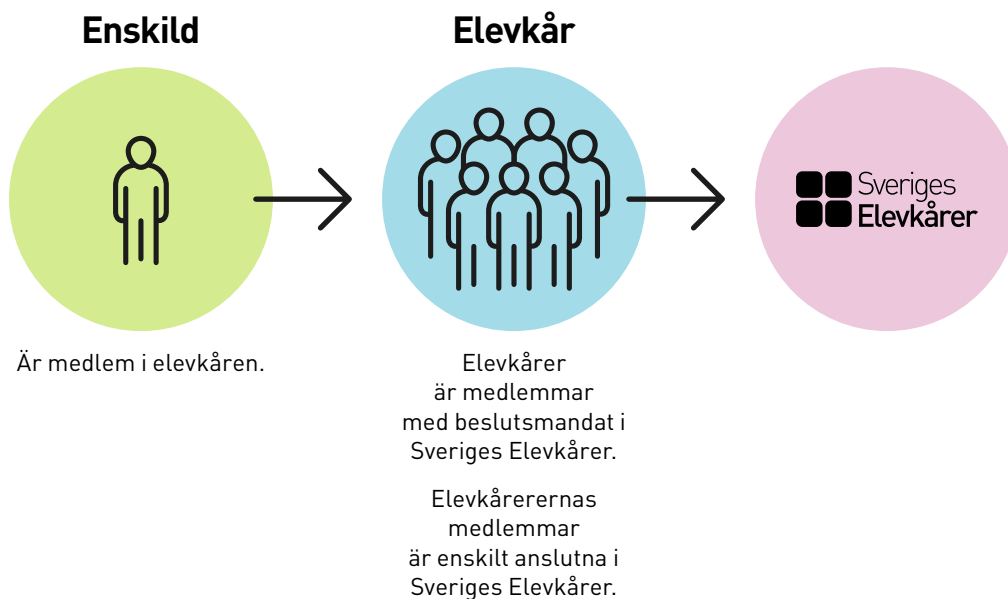 Enskild
Elevkår
Sveriges
Elevkårer
Är medlem i elevkåren.
Elevkårer
är medlemmar
med beslutsmandat i
Sveriges Elevkårer.
Elevkårerernas
medlemmar
är enskilt anslutna i
Sveriges Elevkårer.